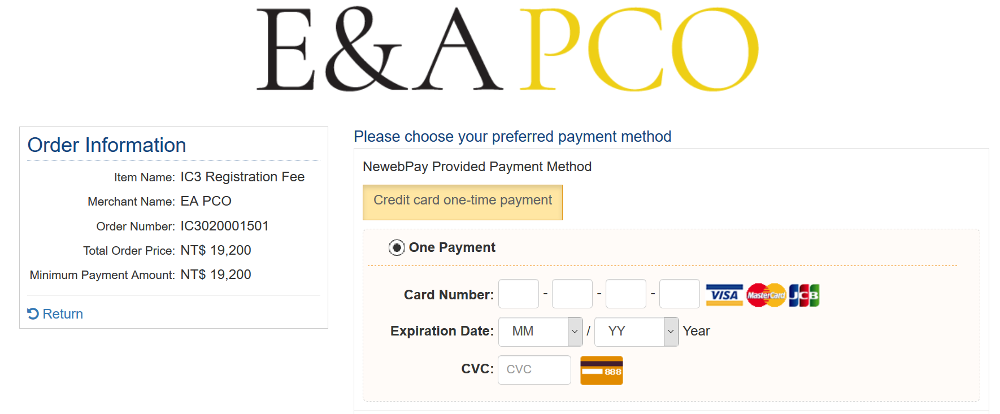 E&A PCO
Order Information
Item Name: IC3 Registration Fee
Merchant Name: EA PCO
Order Number: IC3020001501
Total Order Price: NT$ 19,200
Minimum Payment Amount: NT$ 19,200
Return
Please choose your preferred payment method
NewebPay Provided Payment Method
Credit card one-time payment
One Payment
Card Number: - - - VISA MasterCard JCB
Expiration Date: MM / YY Year
CVC: CVC 888